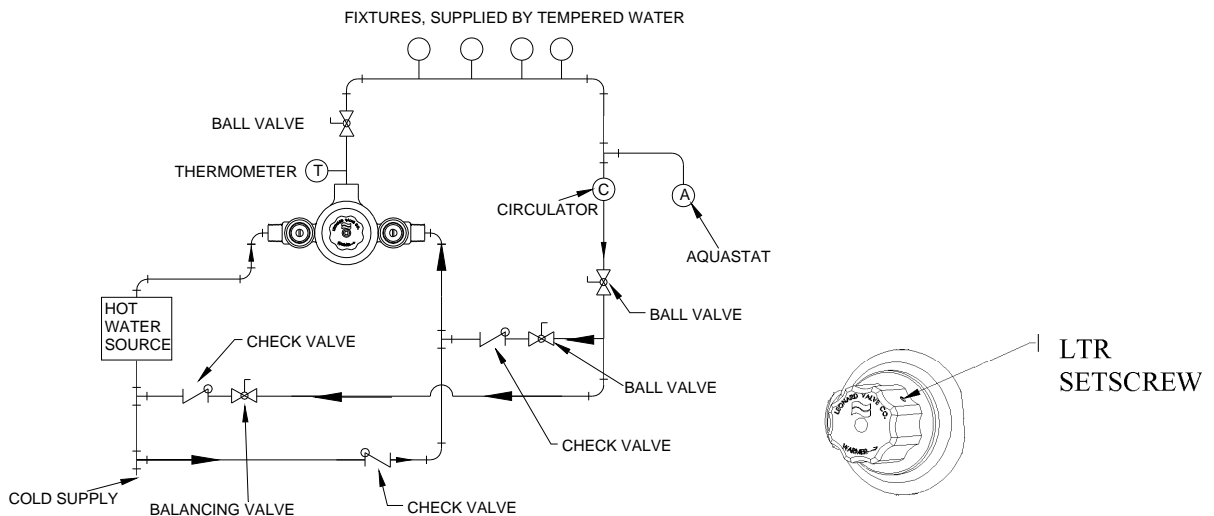 FIXTURES, SUPPLIED BY TEMPERED WATER
BALL VALVE
THERMOMETER
T
C
CIRCULATOR
A
AQUASTAT
HOT
WATER
SOURCE
CHECK VALVE
BALL VALVE
BALL VALVE
CHECK VALVE
COLD SUPPLY
BALANCING VALVE
CHECK VALVE
LTR
SETSCREW
LEONARD VALVE CO.
WARMER